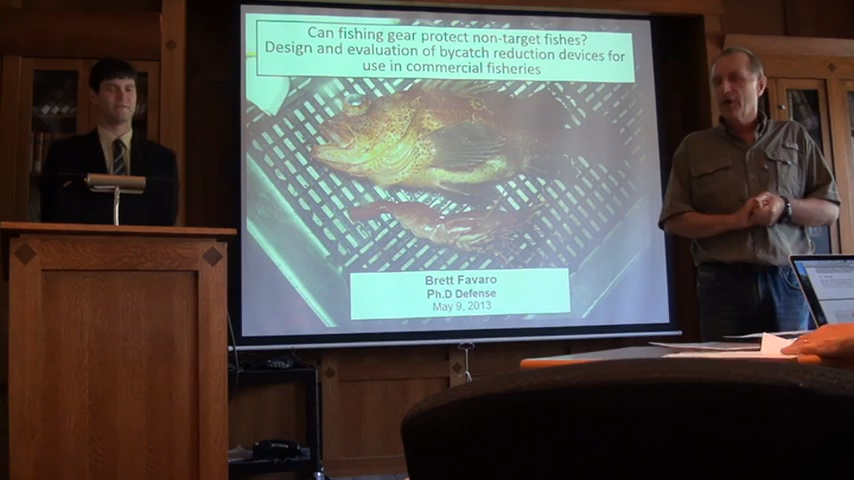 Can fishing gear protect non-target fishes?
Design and evaluation of bycatch reduction devices for
use in commercial fisheries
Brett Favaro
Ph.D Defense
May 9, 2013